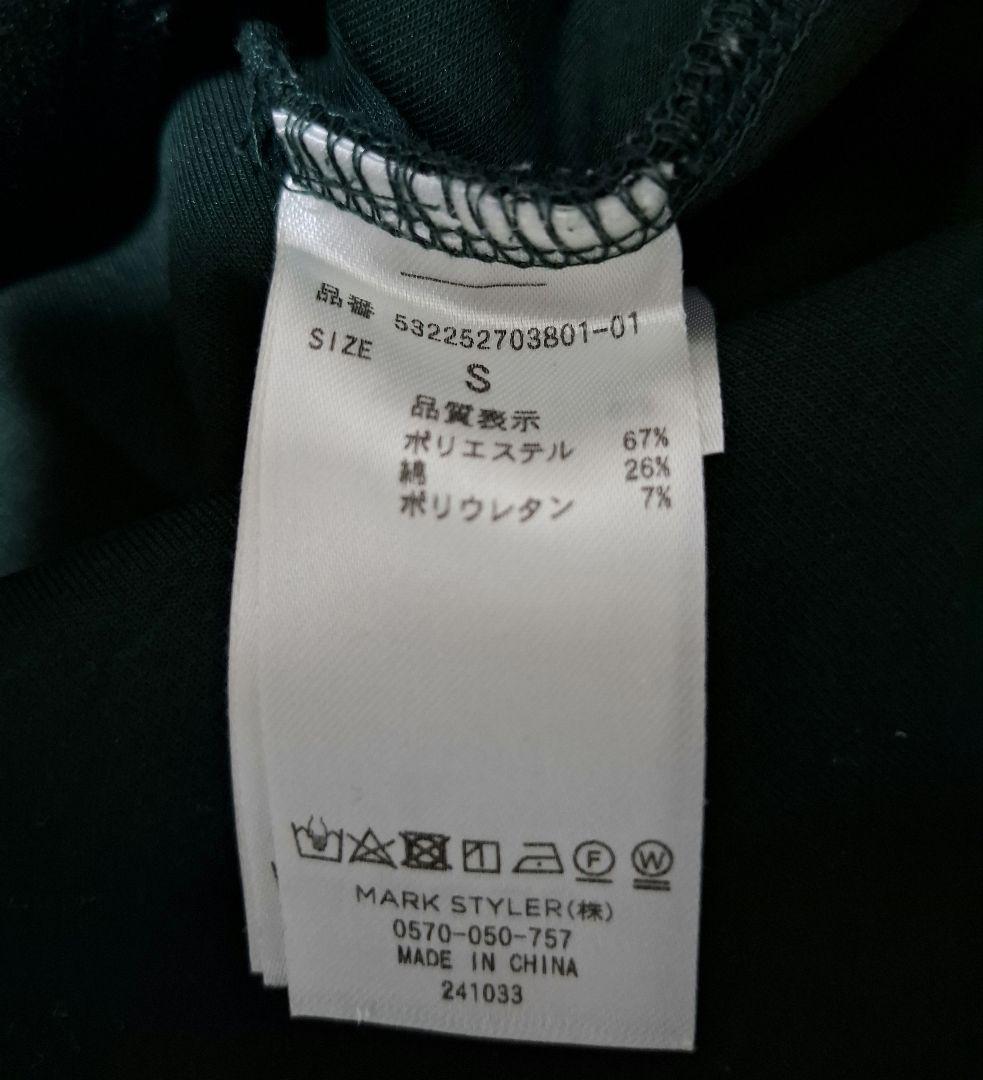 品番 532252703801-01
SIZE S
品質表示
ポリエステル 67%
綿 26%
ポリウレタン 7%
F W
MARK STYLER(株)
0570-050-757
MADE IN CHINA
241033